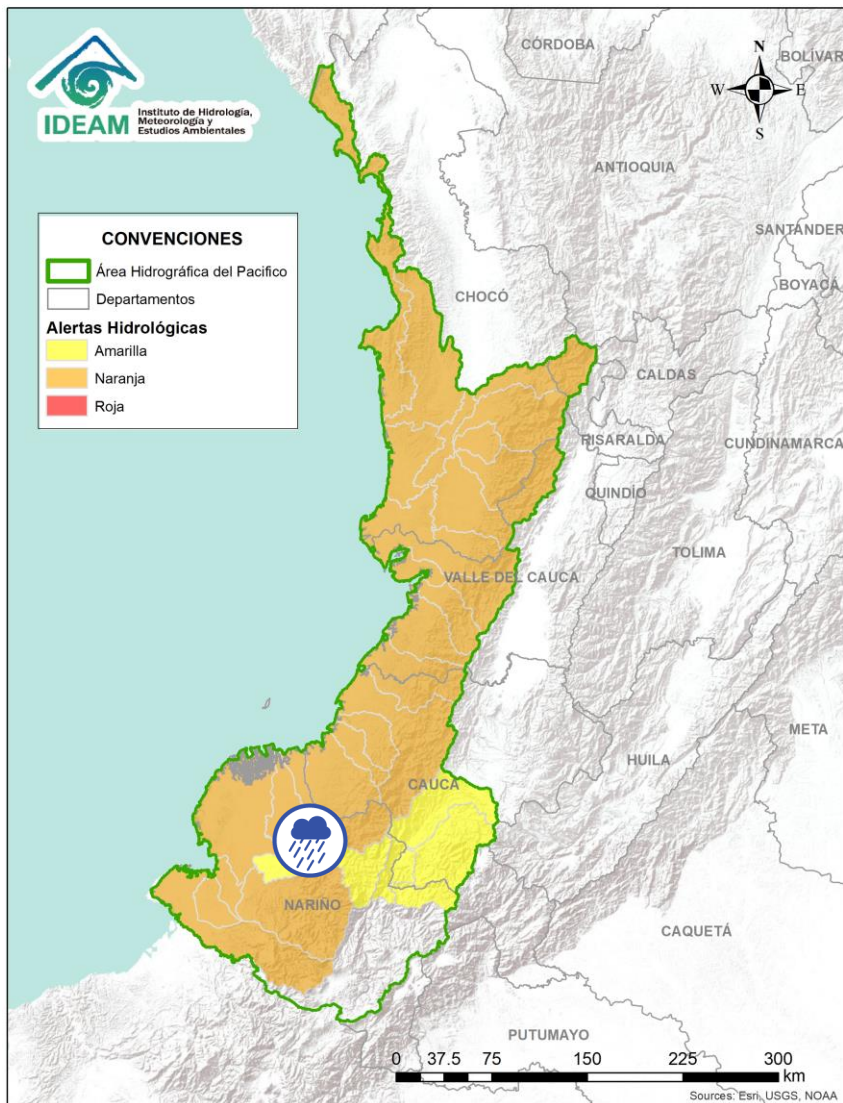 CÓRDOBA
BOLÍVAR
N
W E
S
IDEAM
Instituto de Hidrología,
Meteorología y
Estudios Ambientales
ANTIOQUIA
CONVENCIONES
Área Hidrográfica del Pacifico
Departamentos
Alertas Hidrológicas
Amarilla
Naranja
Roja
SANTANDER
BOYACÁ
CHOCÓ
CALDAS
RISARALDA
CUNDINAMARCA
QUINDÍO
TOLIMA
VALLE DEL CAUCA
META
HUILA
CAUCA
NARIÑO
CAQUETÁ
PUTUMAYO
0 37.5 75 150 225 300
km
Sources: Esri, USGS, NOAA